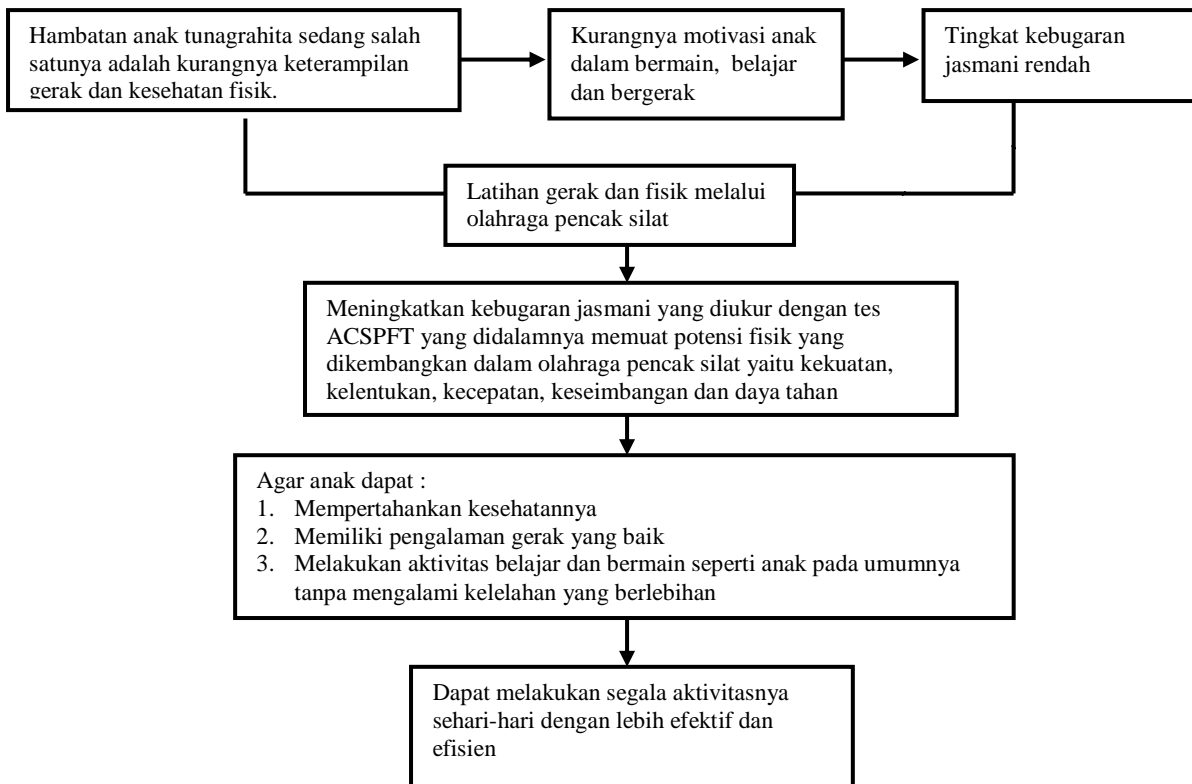 Hambatan anak tunagrahita sedang salah
satunya adalah kurangnya keterampilan
gerak dan kesehatan fisik.
Kurangnya motivasi anak
dalam bermain, belajar
dan bergerak
Tingkat kebugaran
jasmani rendah
Latihan gerak dan fisik melalui
olahraga pencak silat
Meningkatkan kebugaran jasmani yang diukur dengan tes
ACSPFT yang didalamnya memuat potensi fisik yang
dikembangkan dalam olahraga pencak silat yaitu kekuatan,
kelentukan, kecepatan, keseimbangan dan daya tahan
Agar anak dapat :
1. Mempertahankan kesehatannya
2. Memiliki pengalaman gerak yang baik
3. Melakukan aktivitas belajar dan bermain seperti anak pada umumnya
tanpa mengalami kelelahan yang berlebihan
Dapat melakukan segala aktivitasnya
sehari-hari dengan lebih efektif dan
efisien